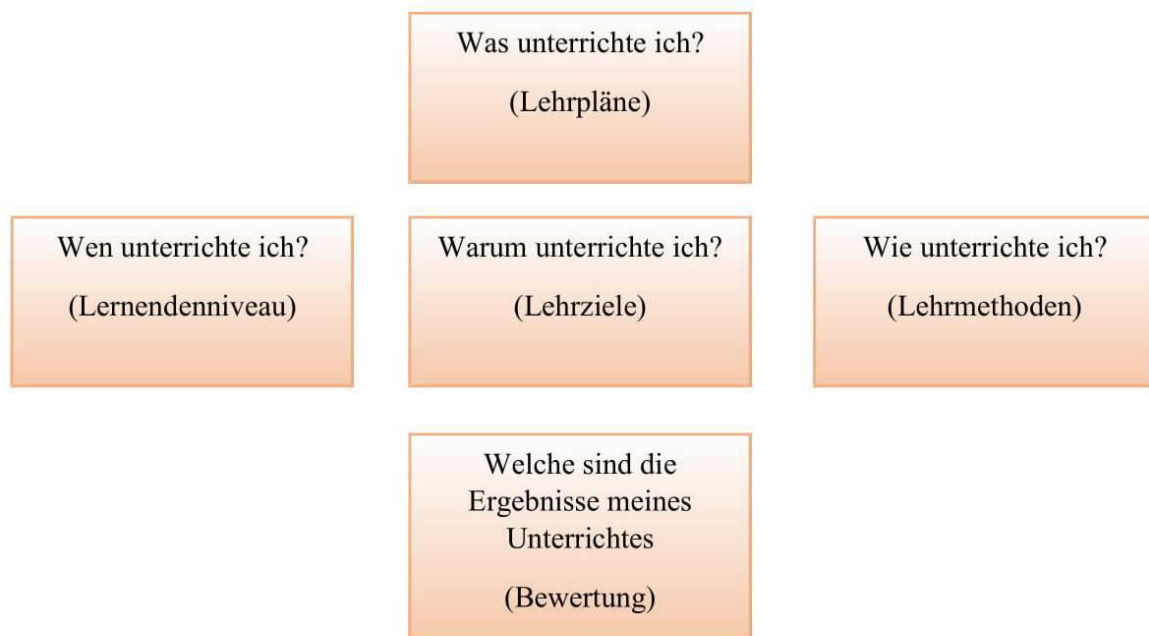 Was unterrichte ich?
(Lehrpläne)
Wen unterrichte ich?
(Lernendenniveau)
Warum unterrichte ich?
(Lehrziele)
Wie unterrichte ich?
(Lehrmethoden)
Welche sind die
Ergebnisse meines
Unterrichtes
(Bewertung)